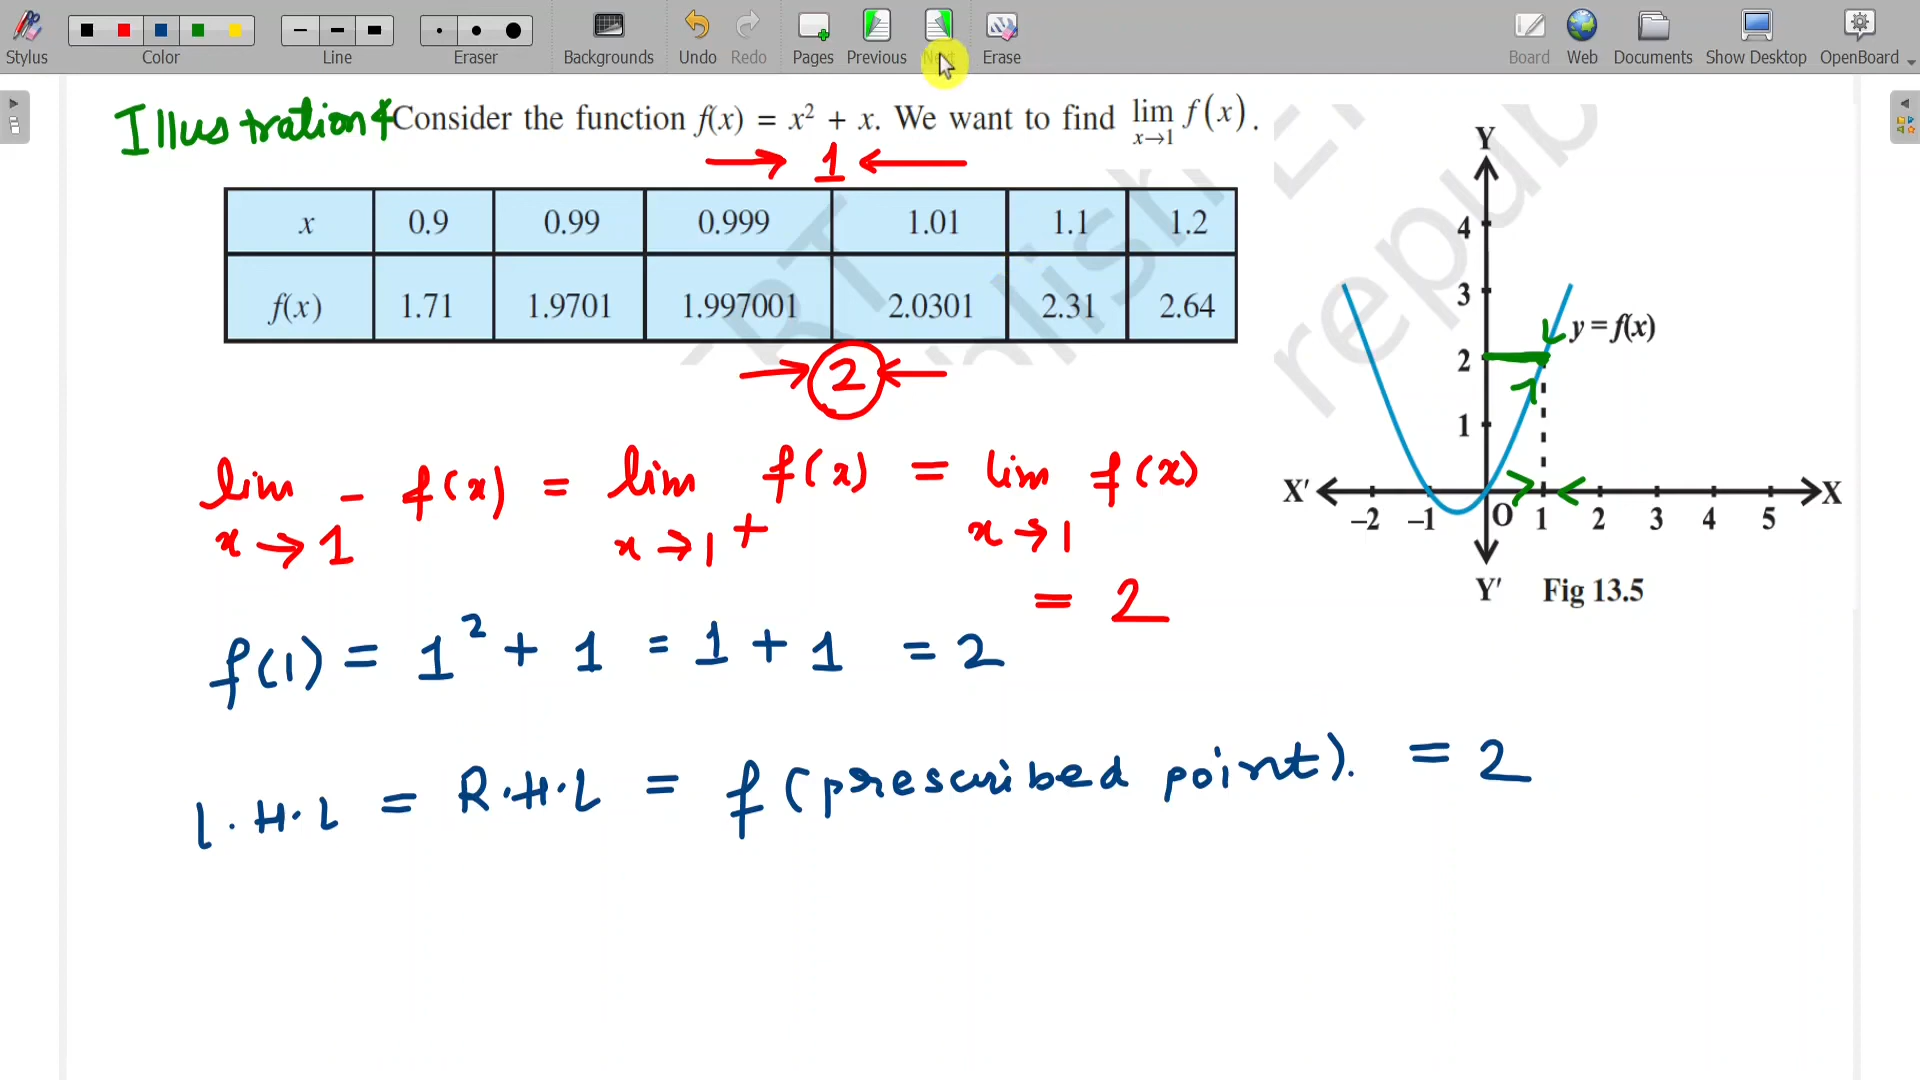 Stylus Color Line Eraser Backgrounds Undo Redo Pages Previous Next Erase Board Web Documents Show Desktop OpenBoard
Illustration 4 Consider the function f(x) = x² + x. We want to find lim x→1 f(x).
→ 1 ←
x 0.9 0.99 0.999 1.01 1.1 1.2
f(x) 1.71 1.9701 1.997001 2.0301 2.31 2.64
→ 2 ←
lim x→1 - f(x) = lim x→1+ f(x) = lim x→1 f(x)
= 2
f(1) = 1² + 1 = 1 + 1 = 2
L.H.L = R.H.L = f(prescribed point). = 2
Y
4
3
y = f(x)
2
1
X′ X
–2 –1 O 1 2 3 4 5
Y′ Fig 13.5